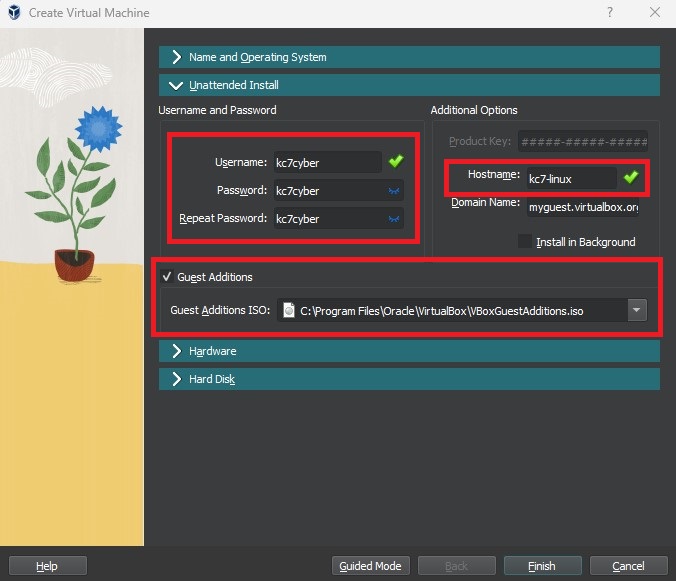 Create Virtual Machine
?
Name and Operating System
Unattended Install
Username and Password
Additional Options
Product Key: #####-#####-#####
Username: kc7cyber
Hostname: kc7-linux
Password: kc7cyber
Domain Name: myguest.virtualbox.org
Repeat Password: kc7cyber
Install in Background
Guest Additions
Guest Additions ISO: C:\Program Files\Oracle\VirtualBox\VBoxGuestAdditions.iso
Hardware
Hard Disk
Help
Guided Mode
Back
Finish
Cancel